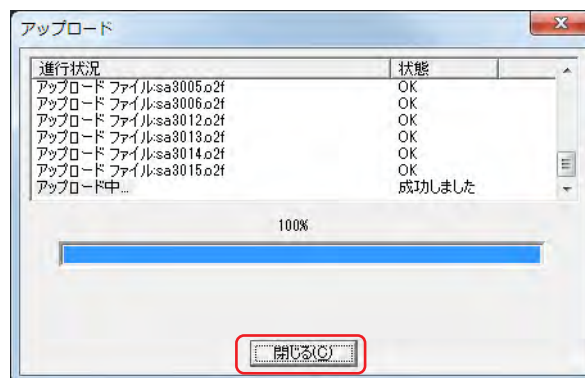 アップロード
進行状況 状態
アップロード ファイル:sa3005.o2f OK
アップロード ファイル:sa3006.o2f OK
アップロード ファイル:sa3012.o2f OK
アップロード ファイル:sa3013.o2f OK
アップロード ファイル:sa3014.o2f OK
アップロード ファイル:sa3015.o2f OK
アップロード中... 成功しました
100%
閉じる(C)